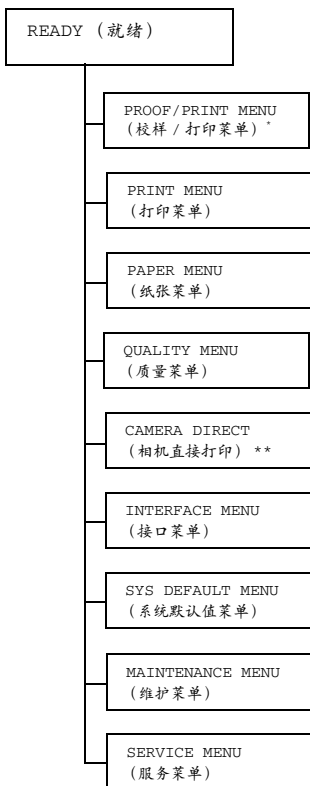 READY (就绪)
PROOF/PRINT MENU
(校样 / 打印菜单) *
PRINT MENU
(打印菜单)
PAPER MENU
(纸张菜单)
QUALITY MENU
(质量菜单)
CAMERA DIRECT
(相机直接打印) **
INTERFACE MENU
(接口菜单)
SYS DEFAULT MENU
(系统默认值菜单)
MAINTENANCE MENU
(维护菜单)
SERVICE MENU
(服务菜单)